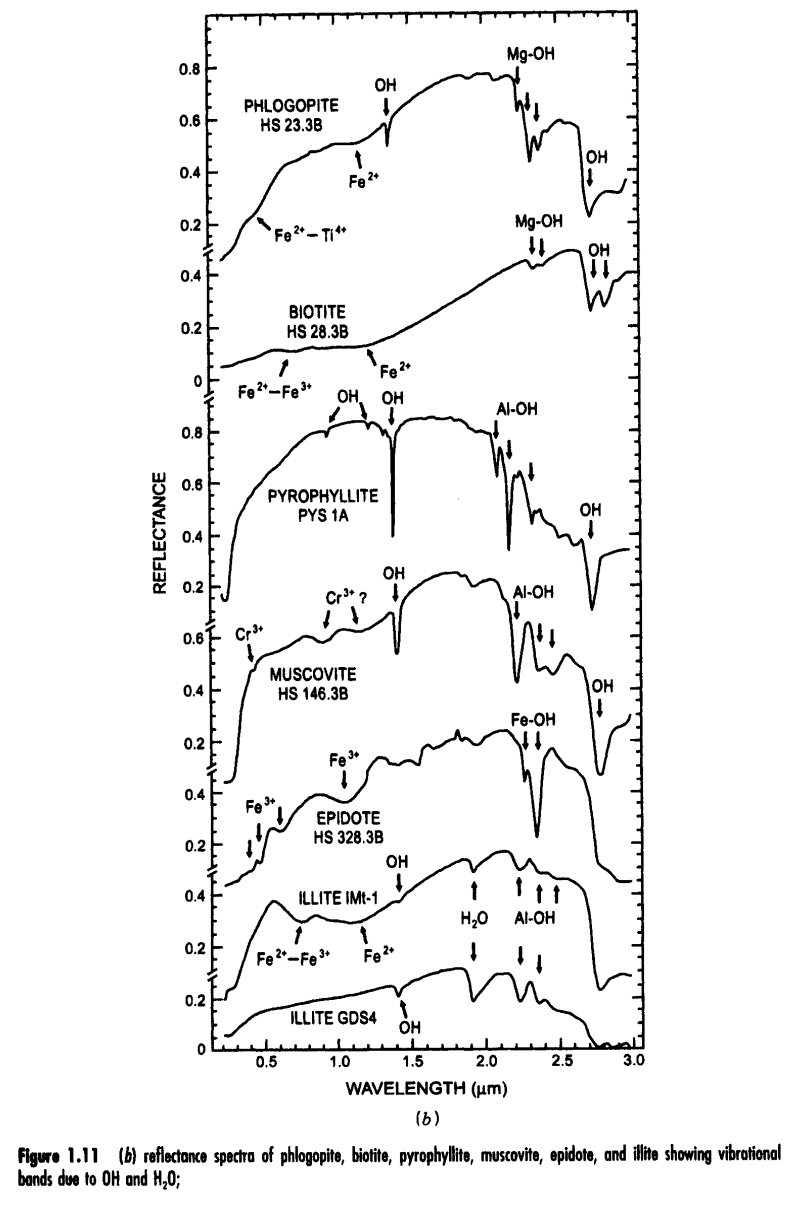 0.8
Mg-OH
OH
PHLOGOPITE
HS 23.3B
0.6
OH
0.4
Fe²⁺
0.2
Fe²⁺–Ti⁴⁺
Mg-OH
OH
0.4
BIOTITE
HS 28.3B
0.2
Fe²⁺
0
Fe²⁺–Fe³⁺
OH
OH
Al-OH
0.8
PYROPHYLLITE
PYS 1A
0.6
OH
0.4
REFLECTANCE
0.2
OH
Al-OH
Cr³⁺ ?
Cr³⁺
0.6
MUSCOVITE
HS 146.3B
OH
0.4
0.2
Fe-OH
Fe³⁺
0.4
Fe³⁺
EPIDOTE
HS 328.3B
0.2
OH
0.4
ILLITE IMt-1
H₂O
Al-OH
0.2
Fe²⁺–Fe³⁺
Fe²⁺
0.2
ILLITE GDS4
OH
0
0.5 1.0 1.5 2.0 2.5 3.0
WAVELENGTH (μm)
(b)
Figure 1.11 (b) reflectance spectra of phlogopite, biotite, pyrophyllite, muscovite, epidote, and illite showing vibrational
bands due to OH and H₂O;